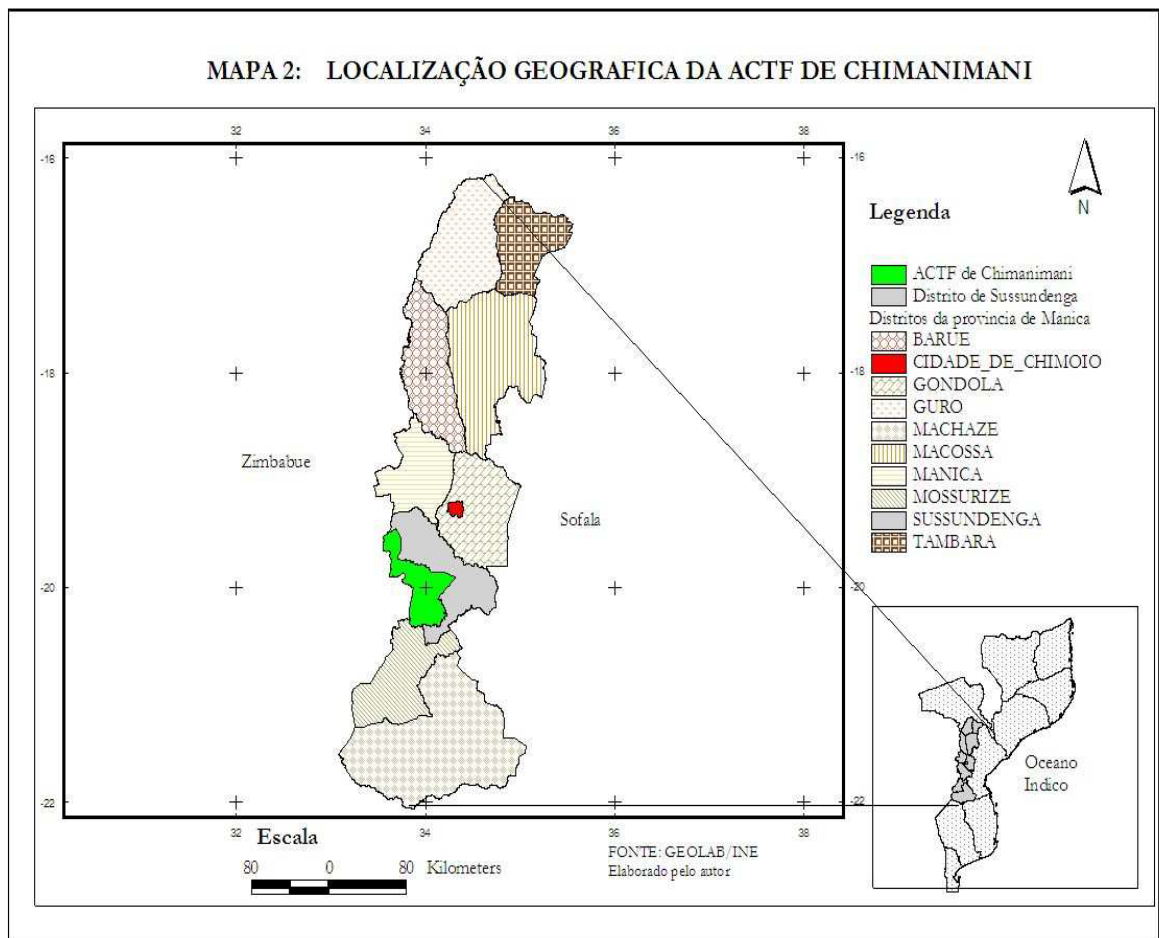 MAPA 2: LOCALIZAÇÃO GEOGRAFICA DA ACTF DE CHIMANIMANI
32 34 36 38
-16 -16
-18 -18
-20 -20
-22 -22
32 34 36 38
Zimbabue
Sofala
N
Legenda
ACTF de Chimanimani
Distrito de Sussundenga
Distritos da provincia de Manica
BARUE
CIDADE_DE_CHIMOIO
GONDOLA
GURO
MACHAZE
MACOSSA
MANICA
MOSSURIZE
SUSSUNDENGA
TAMBARA
Oceano
Indico
Escala
80 0 80 Kilometers
FONTE: GEOLAB/INE
Elaborado pelo autor